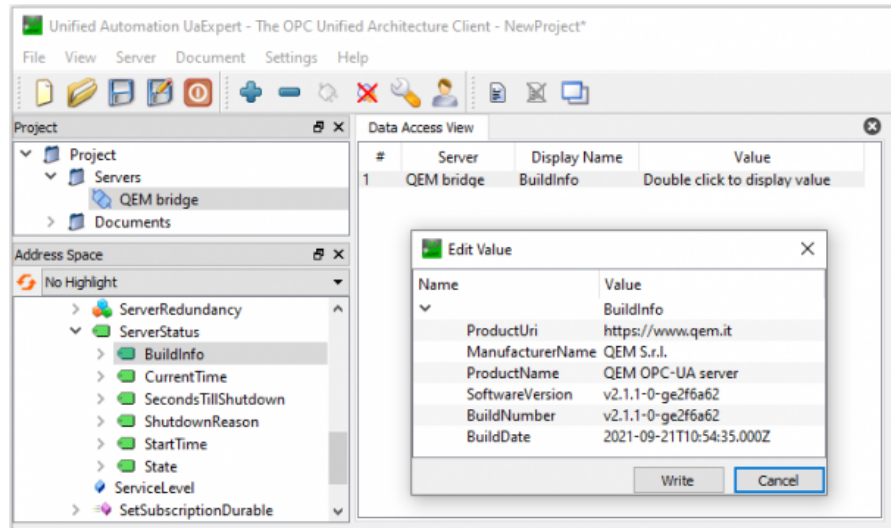 Unified Automation UaExpert - The OPC Unified Architecture Client - NewProject*
File View Server Document Settings Help
Project
Project
Servers
QEM bridge
Documents
Address Space
No Highlight
ServerRedundancy
ServerStatus
BuildInfo
CurrentTime
SecondsTillShutdown
ShutdownReason
StartTime
State
ServiceLevel
SetSubscriptionDurable
Data Access View
# Server Display Name Value
1 QEM bridge BuildInfo Double click to display value
Edit Value
Name Value
BuildInfo
ProductUri https://www.qem.it
ManufacturerName QEM S.r.l.
ProductName QEM OPC-UA server
SoftwareVersion v2.1.1-0-ge2f6a62
BuildNumber v2.1.1-0-ge2f6a62
BuildDate 2021-09-21T10:54:35.000Z
Write Cancel